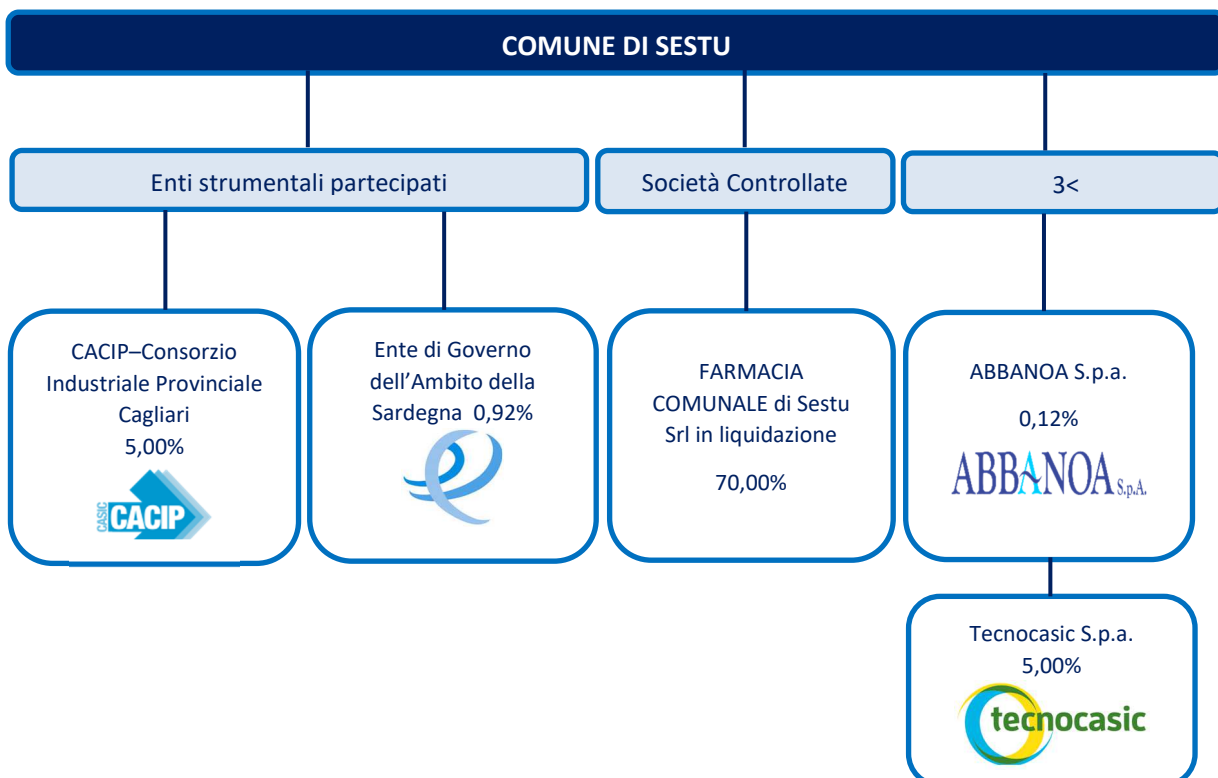 COMUNE DI SESTU
Enti strumentali partecipati
Società Controllate
3<
CACIP–Consorzio
Industriale Provinciale
Cagliari
5,00%
CASIC
CACIP
Ente di Governo
dell’Ambito della
Sardegna 0,92%
FARMACIA
COMUNALE di Sestu
Srl in liquidazione
70,00%
ABBANOA S.p.a.
0,12%
ABBANOA S.p.A.
Tecnocasic S.p.a.
5,00%
tecnocasic